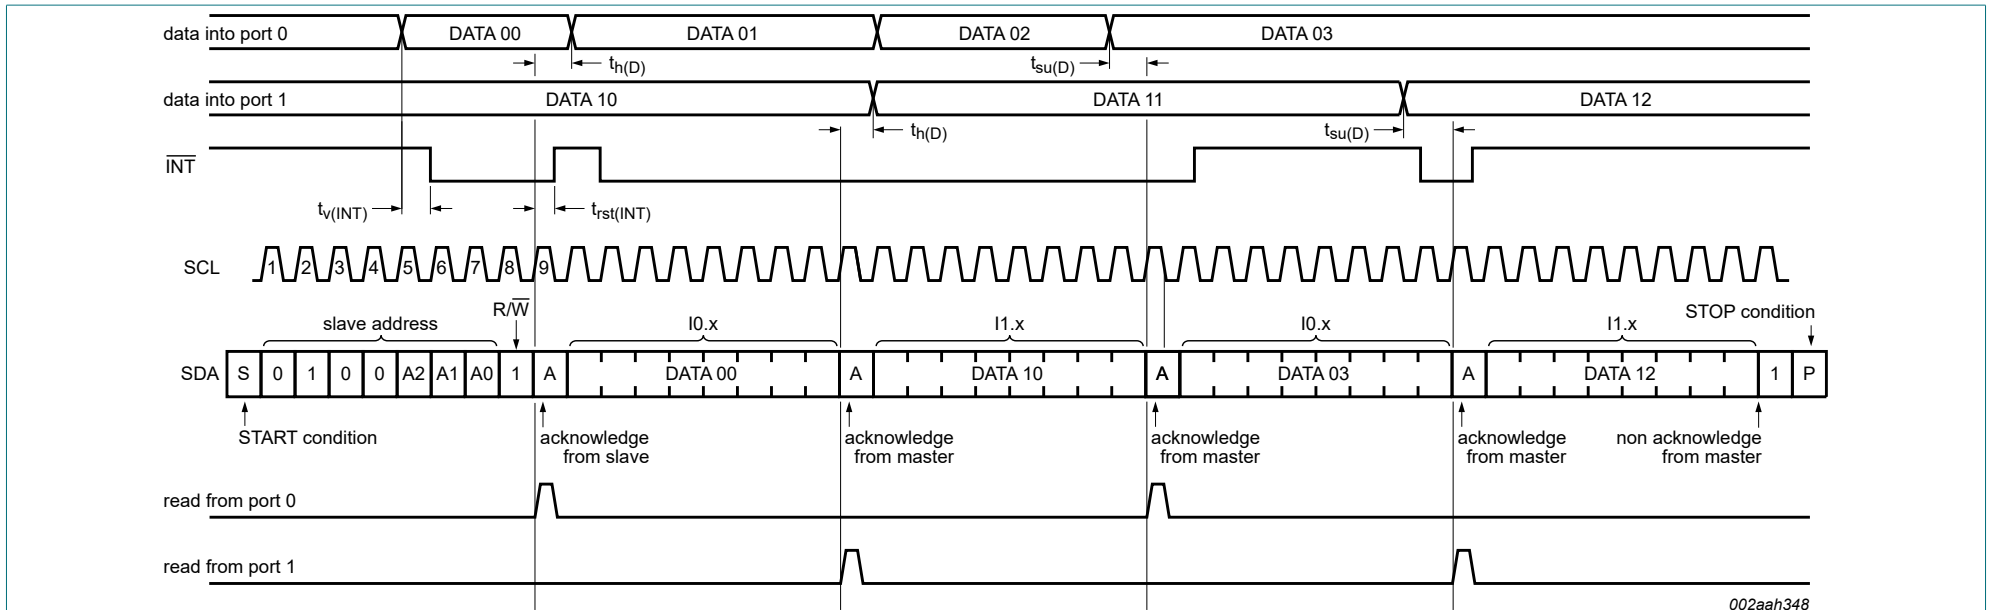 data into port 0 DATA 00 DATA 01 DATA 02 DATA 03
th(D) tsu(D)
data into port 1 DATA 10 DATA 11 DATA 12
th(D) tsu(D)
INT
tv(INT) trst(INT)
SCL 1 2 3 4 5 6 7 8 9
R/W STOP condition
slave address I0.x I1.x I0.x I1.x
SDA S 0 1 0 0 A2 A1 A0 1 A DATA 00 A DATA 10 A DATA 03 A DATA 12 1 P
START condition acknowledge acknowledge acknowledge acknowledge non acknowledge
from slave from master from master from master from master
read from port 0
read from port 1
002aah348